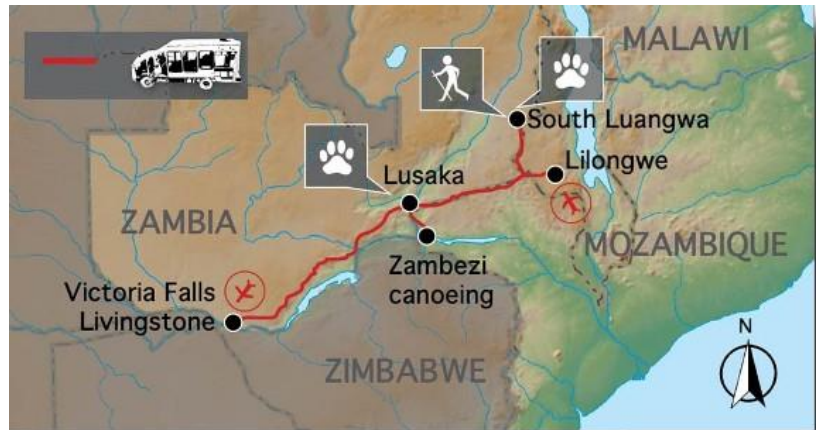 MALAWI
South Luangwa
Lilongwe
Lusaka
ZAMBIA
MOZAMBIQUE
Zambezi
canoeing
Victoria Falls
Livingstone
ZIMBABWE
N